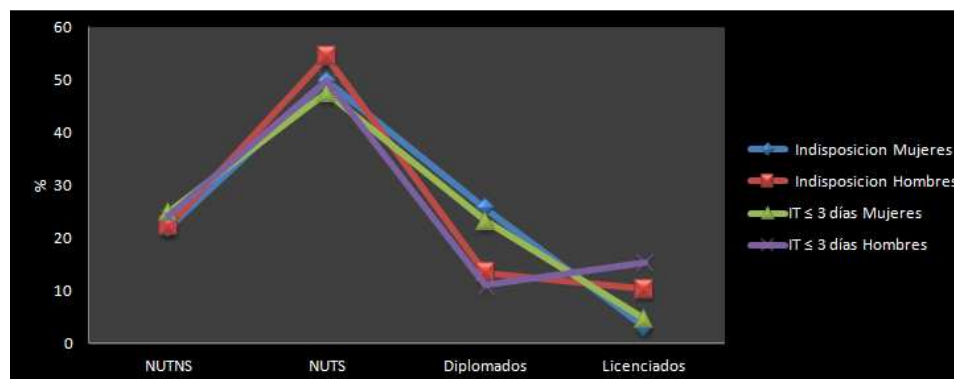 60
50
40
30
20
10
0
%
NUTNS NUTS Diplomados Licenciados
Indisposicion Mujeres
Indisposicion Hombres
IT ≤ 3 días Mujeres
IT ≤ 3 días Hombres